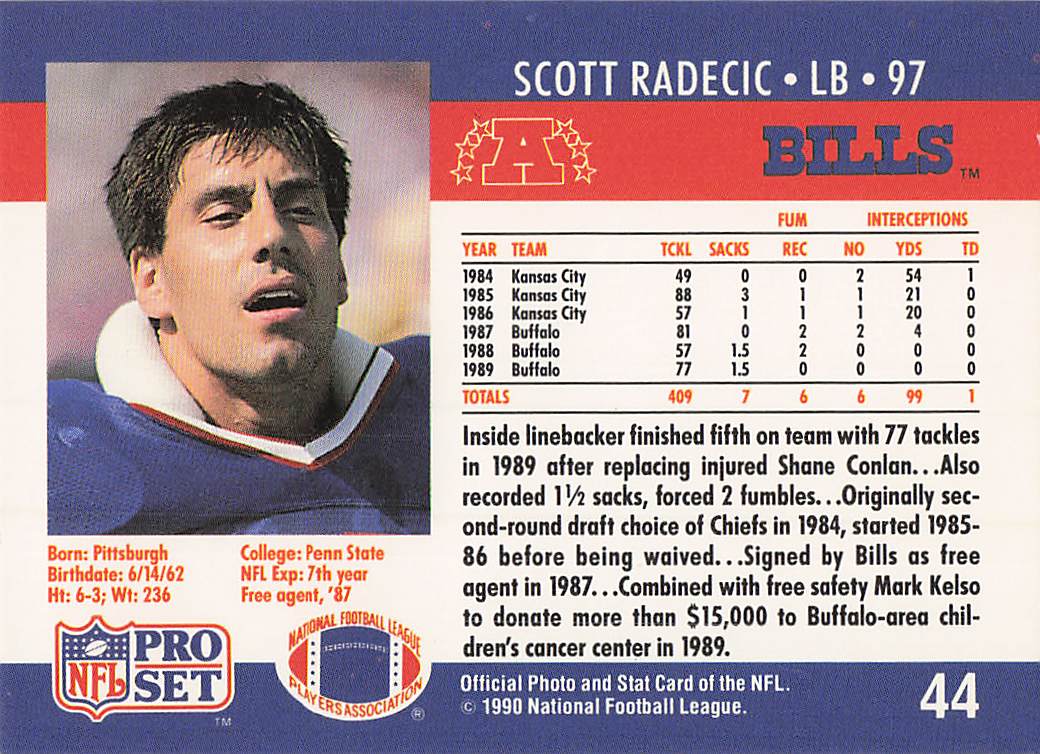 SCOTT RADECIC • LB • 97
A
BILLS TM
FUM INTERCEPTIONS
YEAR TEAM TCKL SACKS REC NO YDS TD
1984 Kansas City 49 0 0 2 54 1
1985 Kansas City 88 3 1 1 21 0
1986 Kansas City 57 1 1 1 20 0
1987 Buffalo 81 0 2 2 4 0
1988 Buffalo 57 1.5 2 0 0 0
1989 Buffalo 77 1.5 0 0 0 0
TOTALS 409 7 6 6 99 1
Inside linebacker finished fifth on team with 77 tackles
in 1989 after replacing injured Shane Conlan...Also
recorded 1½ sacks, forced 2 fumbles...Originally sec-
ond-round draft choice of Chiefs in 1984, started 1985-
86 before being waived...Signed by Bills as free
agent in 1987...Combined with free safety Mark Kelso
to donate more than $15,000 to Buffalo-area chil-
dren's cancer center in 1989.
Born: Pittsburgh
Birthdate: 6/14/62
Ht: 6-3; Wt: 236
College: Penn State
NFL Exp: 7th year
Free agent, '87
NFL PRO SET TM
NATIONAL FOOTBALL LEAGUE
PLAYERS ASSOCIATION ®
Official Photo and Stat Card of the NFL.
© 1990 National Football League.
44